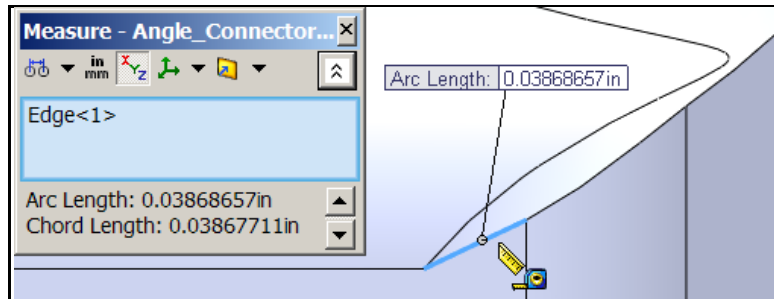 Measure - Angle_Connector...
in
mm
X
Y
Z
Edge<1>
Arc Length: 0.03868657in
Chord Length: 0.03867711in
Arc Length: 0.03868657in